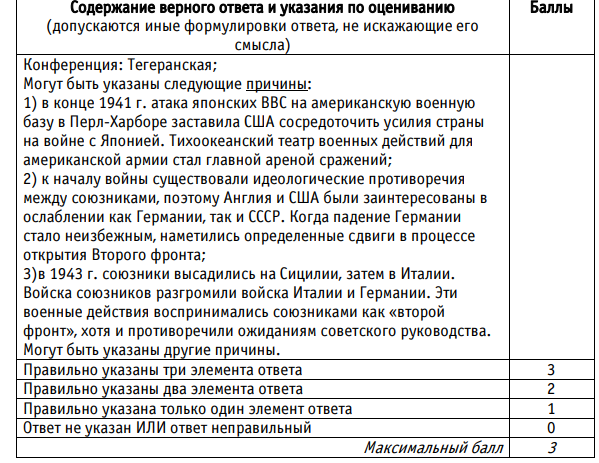 Содержание верного ответа и указания по оцениванию
Баллы
(допускаются иные формулировки ответа, не искажающие его
смысла)
Конференция: Тегеранская;
Могут быть указаны следующие причины:
1) в конце 1941 г. атака японских ВВС на американскую военную
базу в Перл-Харборе заставила США сосредоточить усилия страны
на войне с Японией. Тихоокеанский театр военных действий для
американской армии стал главной ареной сражений;
2) к началу войны существовали идеологические противоречия
между союзниками, поэтому Англия и США были заинтересованы в
ослаблении как Германии, так и СССР. Когда падение Германии
стало неизбежным, наметились определенные сдвиги в процессе
открытия Второго фронта;
3)в 1943 г. союзники высадились на Сицилии, затем в Италии.
Войска союзников разгромили войска Италии и Германии. Эти
военные действия воспринимались союзниками как «второй
фронт», хотя и противоречили ожиданиям советского руководства.
Могут быть указаны другие причины.
Правильно указаны три элемента ответа 3
Правильно указаны два элемента ответа 2
Правильно указана только один элемент ответа 1
Ответ не указан ИЛИ ответ неправильный 0
Максимальный балл 3